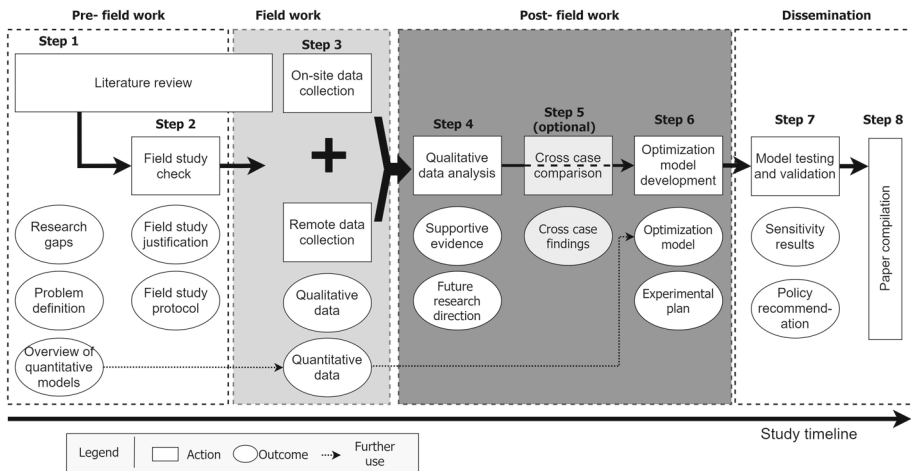 Pre- field work
Field work
Post- field work
Dissemination
Step 1
Literature review
Step 2
Field study
check
Research
gaps
Field study
justification
Problem
definition
Field study
protocol
Overview of
quantitative
models
Step 3
On-site data
collection
+
Remote data
collection
Qualitative
data
Quantitative
data
Step 4
Qualitative
data analysis
Supportive
evidence
Future
research
direction
Step 5
(optional)
Cross case
comparison
Cross case
findings
Step 6
Optimization
model
development
Optimization
model
Experimental
plan
Step 7
Model testing
and validation
Sensitivity
results
Policy
recommend-
ation
Step 8
Paper compilation
Study timeline
Legend
Action
Outcome
Further
use